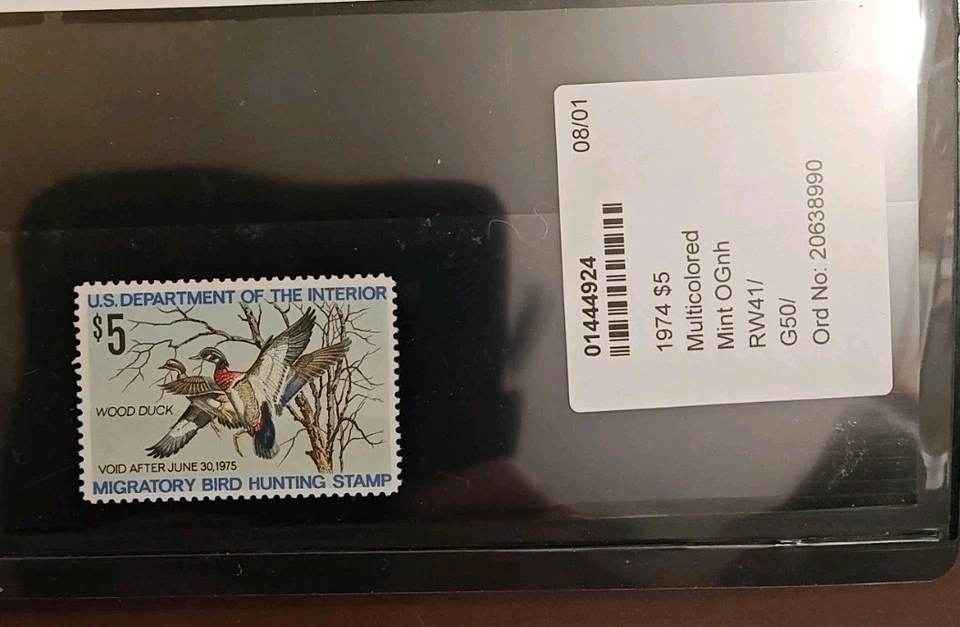 U.S. DEPARTMENT OF THE INTERIOR
$5
WOOD DUCK
VOID AFTER JUNE 30, 1975
MIGRATORY BIRD HUNTING STAMP
08/01
01444924
1974 $5
Multicolored
Mint OGnh
RW41/
G50/
Ord No: 20638990